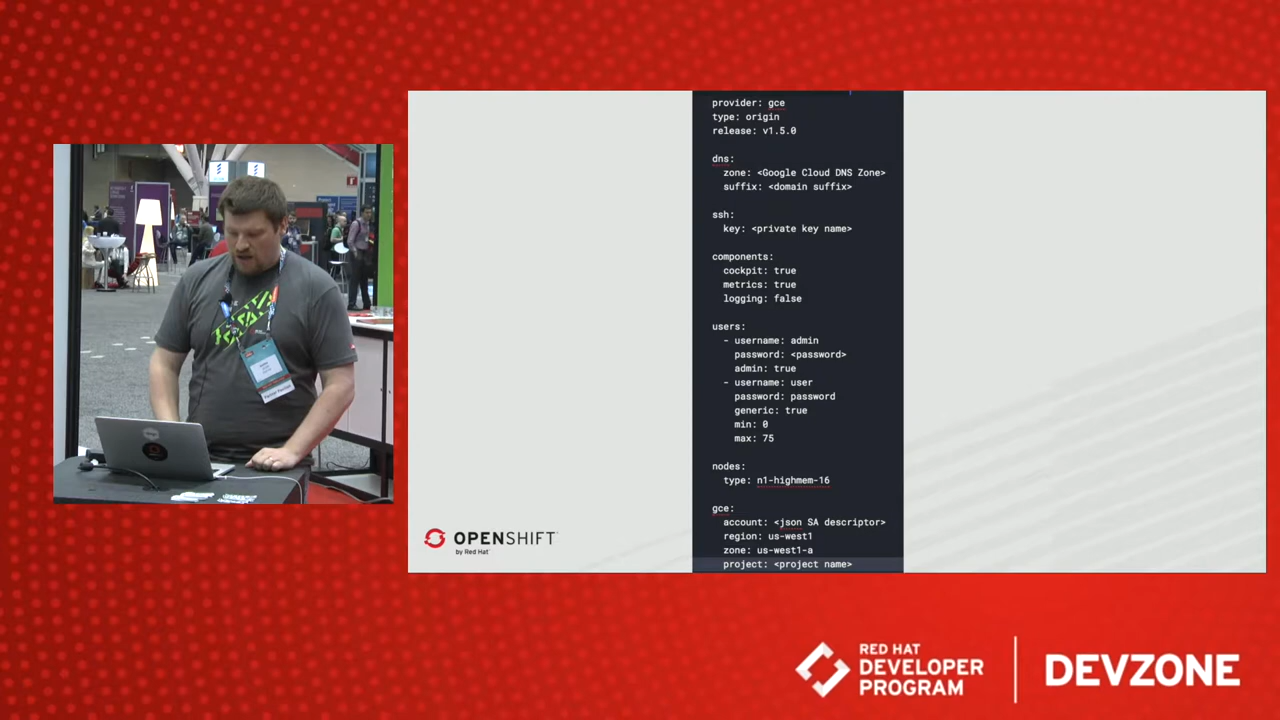 provider: gce
type: origin
release: v1.5.0
dns:
zone: <Google Cloud DNS Zone>
suffix: <domain suffix>
ssh:
key: <private key name>
components:
cockpit: true
metrics: true
logging: false
users:
- username: admin
password: <password>
admin: true
- username: user
password: password
generic: true
min: 0
max: 75
nodes:
type: n1-highmem-16
gce:
account: <json SA descriptor>
region: us-west1
zone: us-west1-a
project: <project name>
OPENSHIFT
by Red Hat
RED HAT
DEVELOPER
PROGRAM
DEVZONE